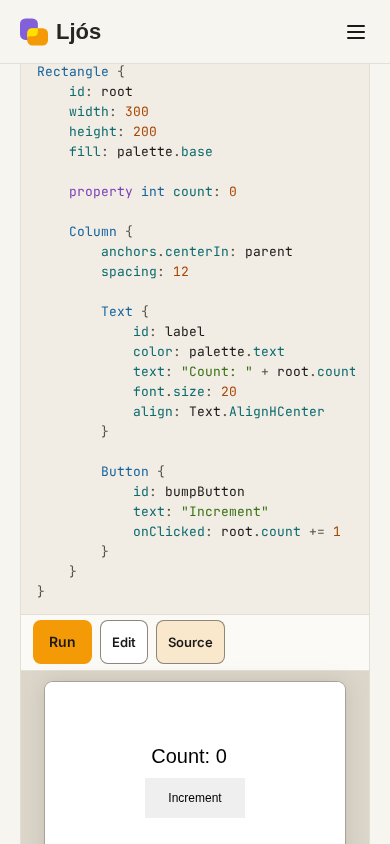 Ljós
Rectangle {
    id: root
    width: 300
    height: 200
    fill: palette.base

    property int count: 0

    Column {
        anchors.centerIn: parent
        spacing: 12

        Text {
            id: label
            color: palette.text
            text: "Count: " + root.count
            font.size: 20
            align: Text.AlignHCenter
        }

        Button {
            id: bumpButton
            text: "Increment"
            onClicked: root.count += 1
        }
    }
}
Run Edit Source
Count: 0
Increment